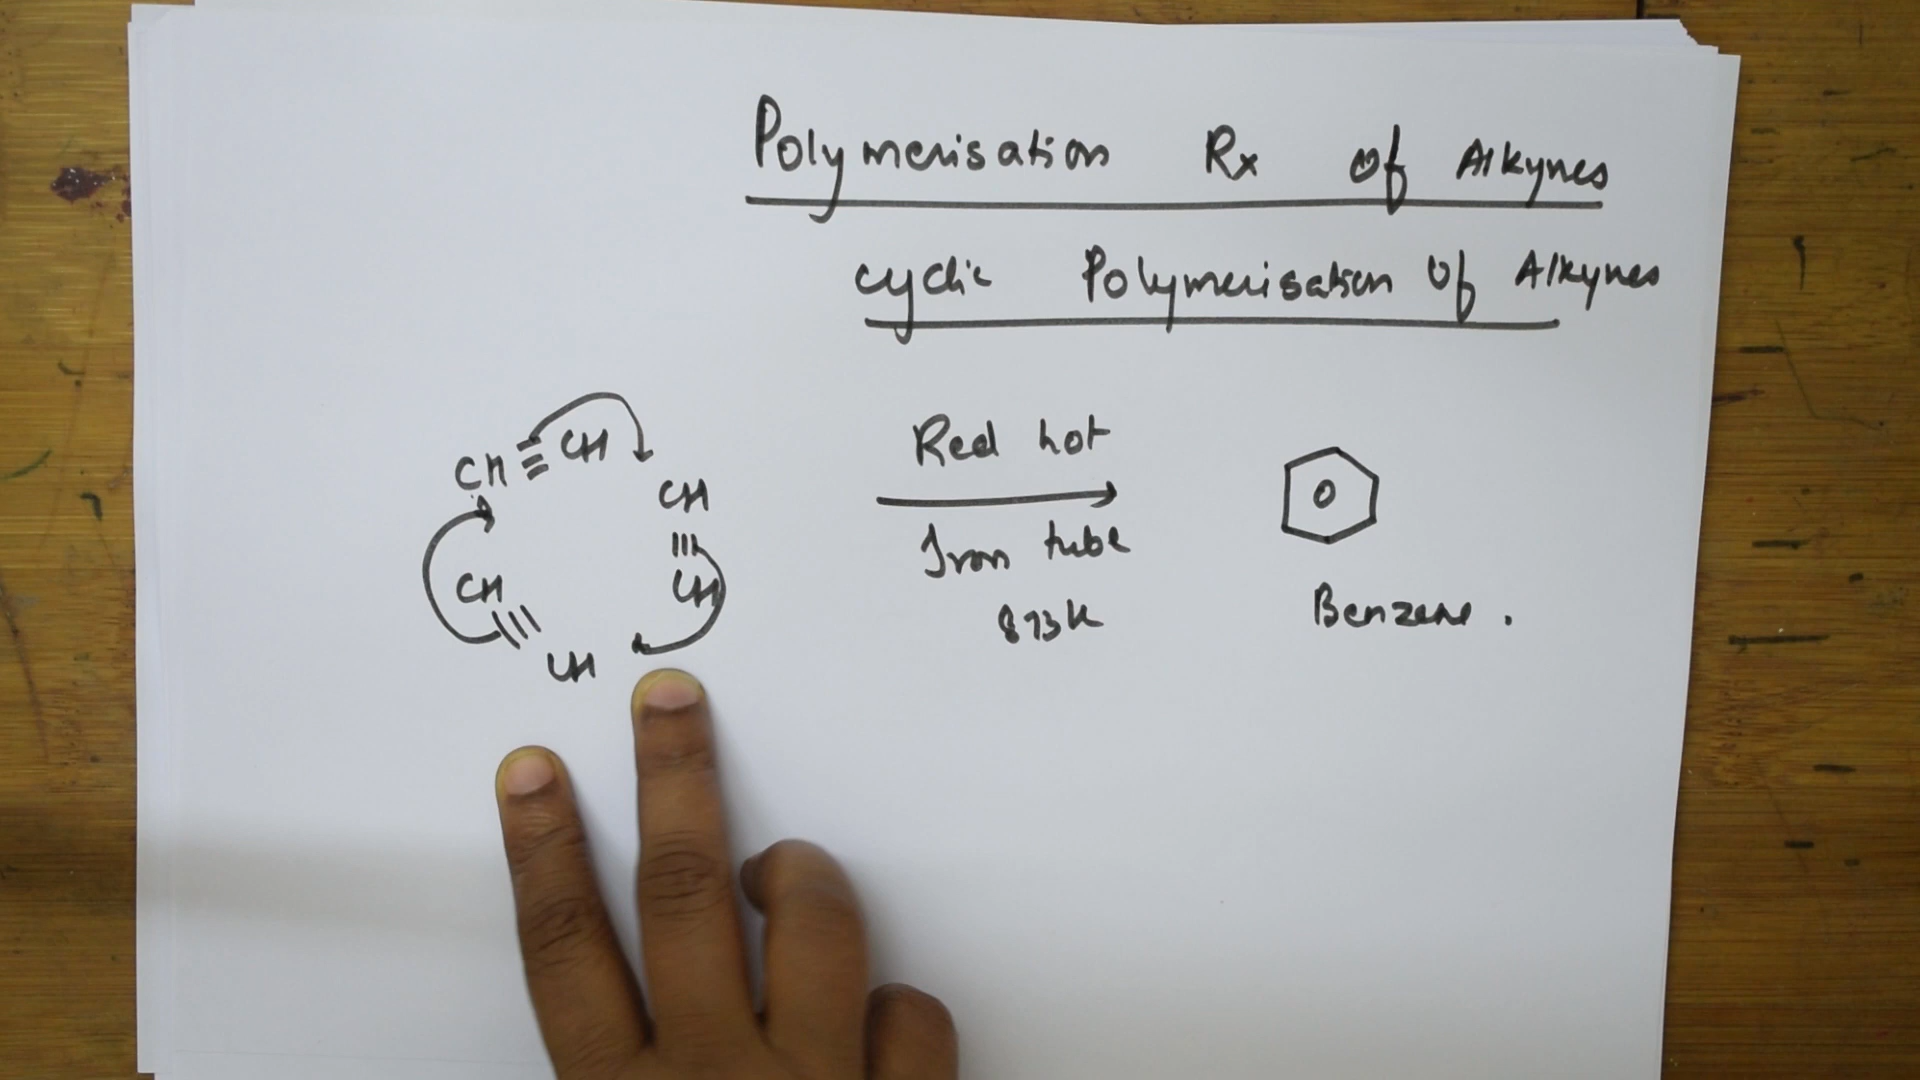 Polymerisation Rx of Alkynes
cyclic Polymerisation Of Alkynes
CH ≡ CH
CH
≡
CH
CH
≡
CH
Red hot
Iron tube
873K
Benzene.